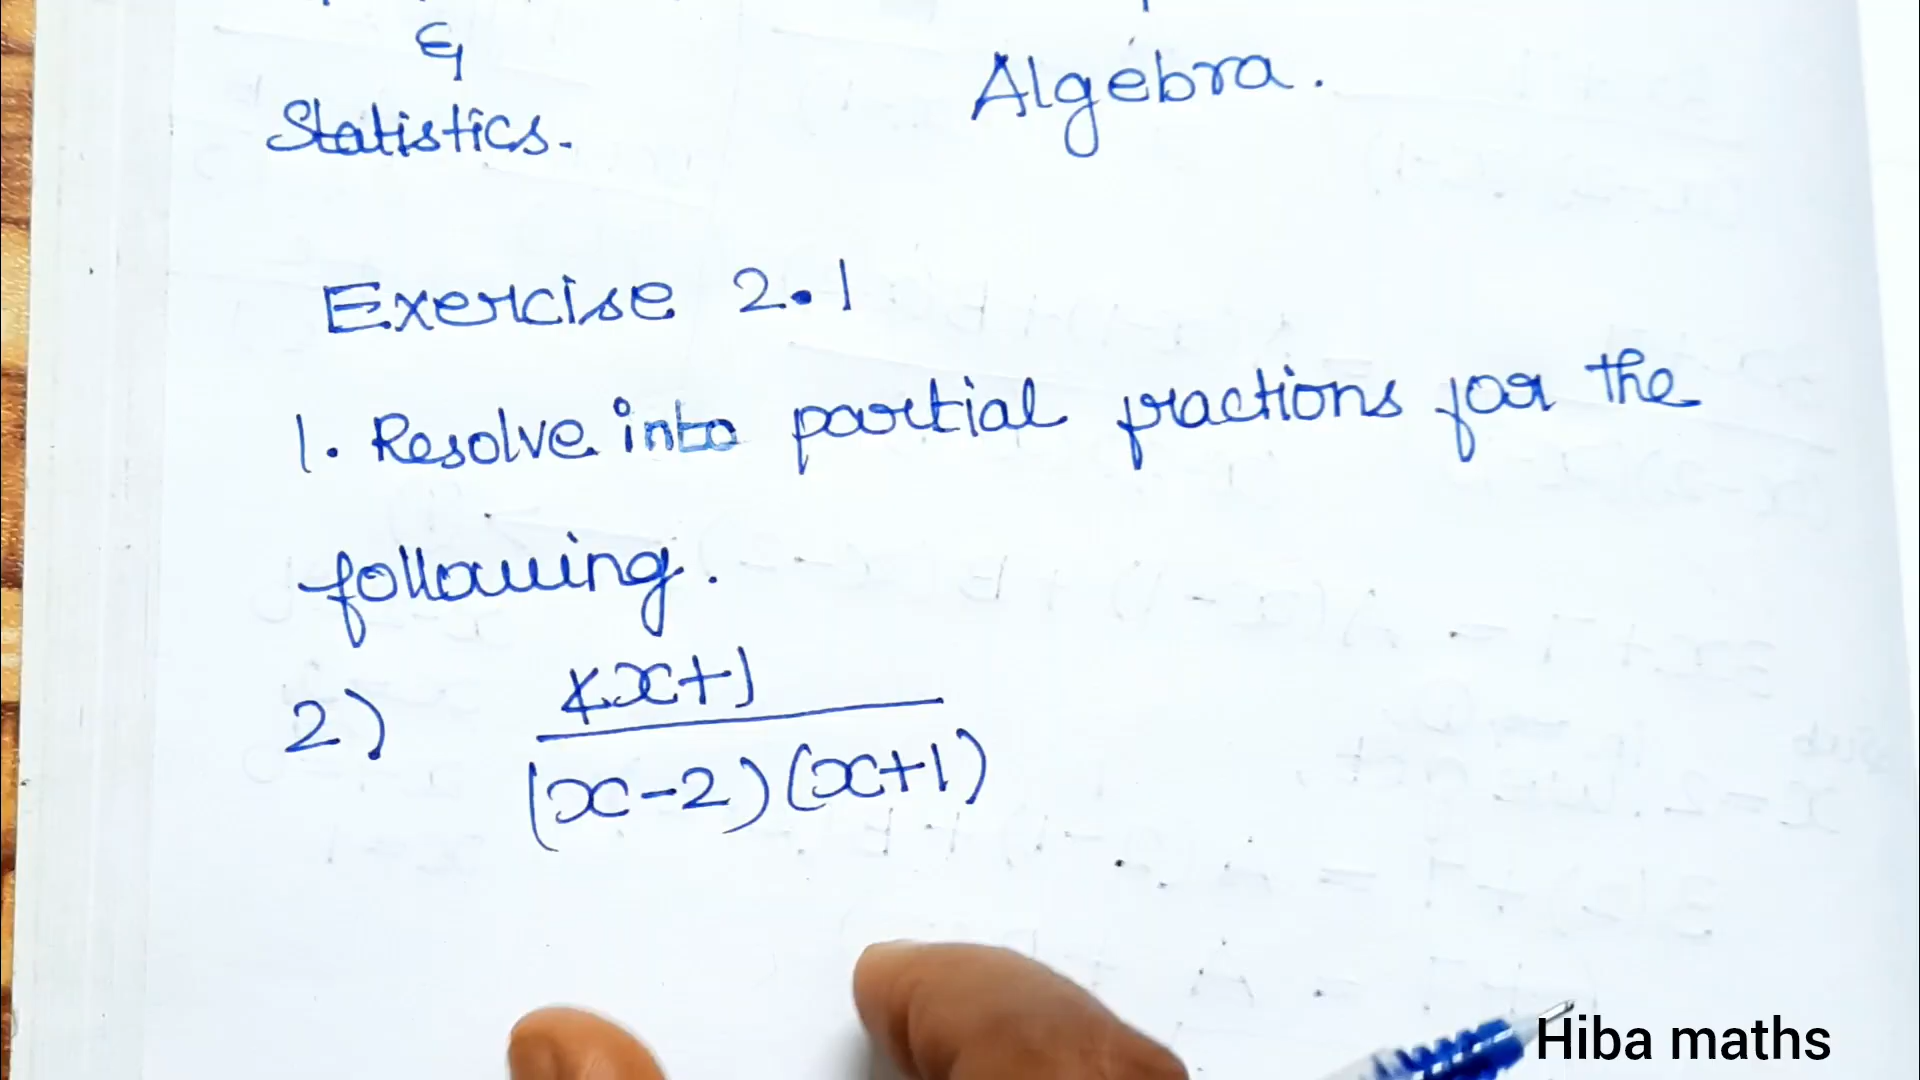 &
Statistics.
Algebra.
Exercise 2.1
1. Resolve into partial fractions for the
following.
2) 4x+1
(x-2)(x+1)
Hiba maths